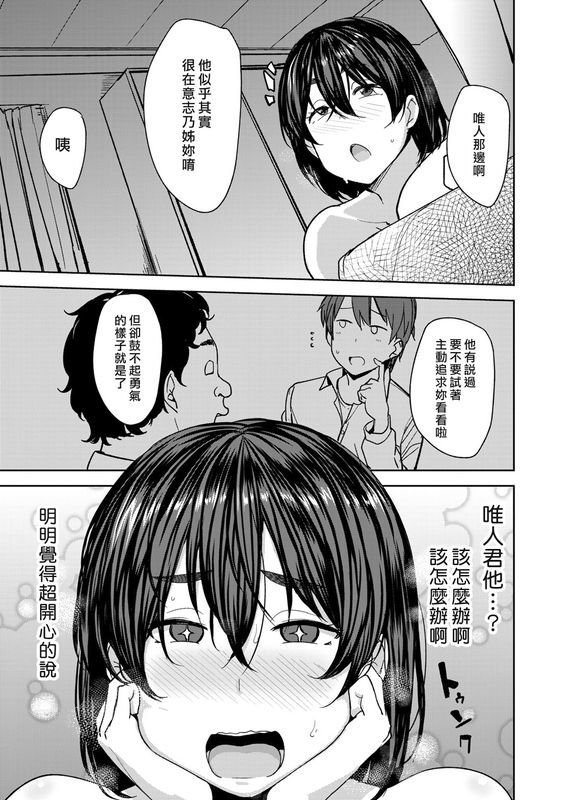 唯人那邊啊
他似乎其實
很在意志乃姊妳唷
咦
他有說過
要不要試著
主動追求妳看看啦
但卻鼓不起勇氣
的樣子就是了
唯人君他…?
該怎麼辦啊
該怎麼辦啊
トゥンク
明明覺得超開心的說